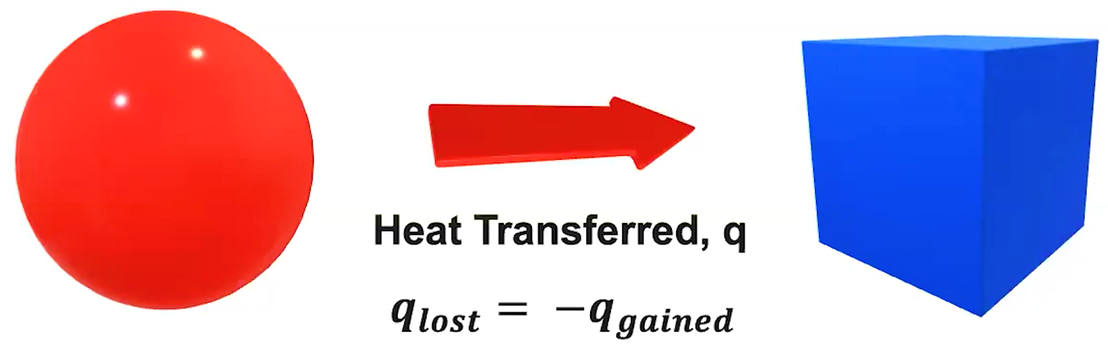 Heat Transferred, q
q_lost = −q_gained